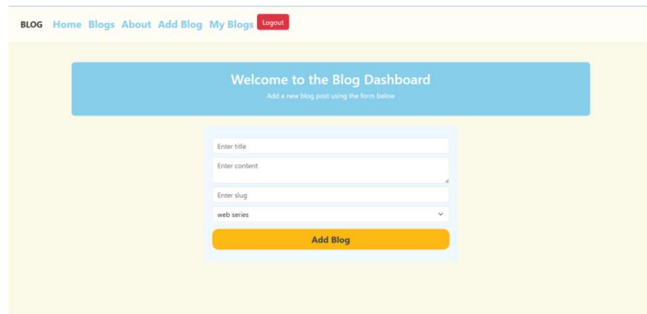 BLOG Home Blogs About Add Blog My Blogs Logout
Welcome to the Blog Dashboard
Add a new blog post using the form below
Enter title
Enter content
Enter slug
web series
Add Blog